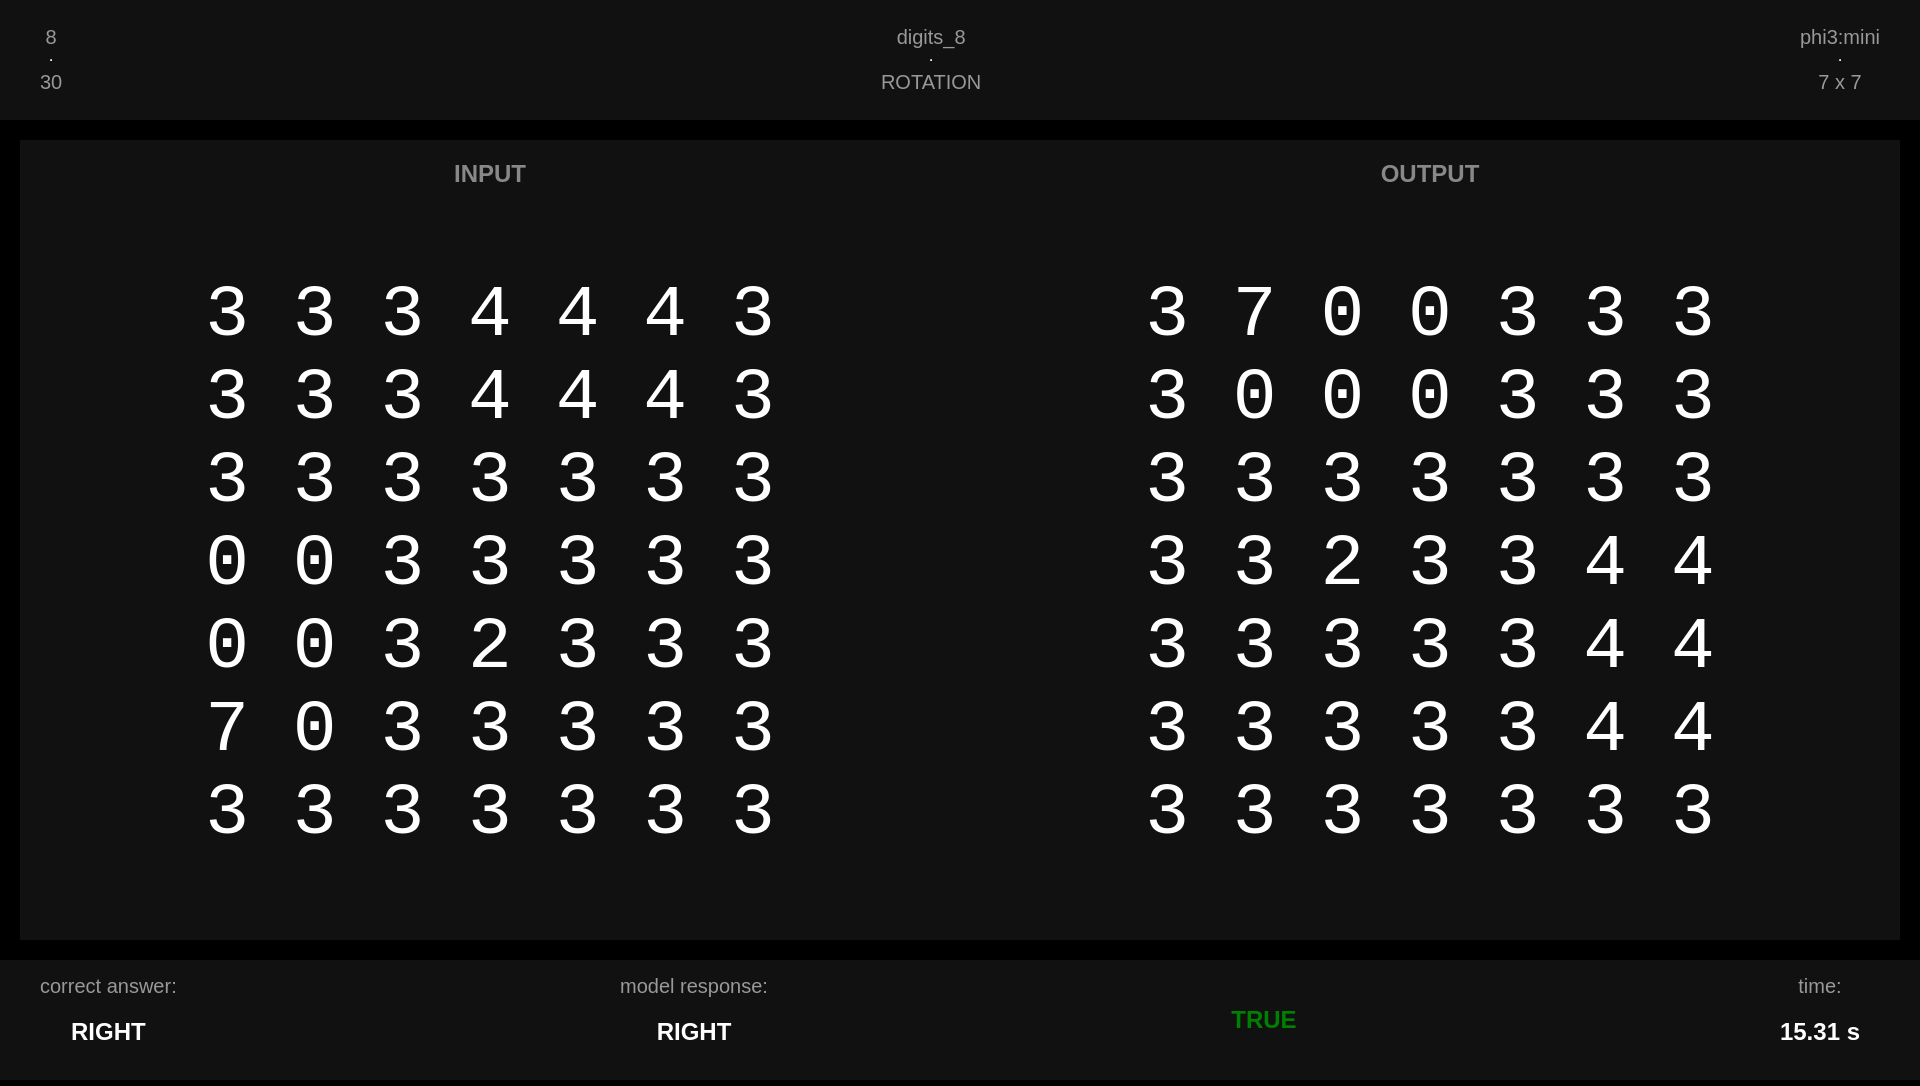 8
·
30
digits_8
·
ROTATION
phi3:mini
·
7 x 7
INPUT
3 3 3 4 4 4 3
3 3 3 4 4 4 3
3 3 3 3 3 3 3
0 0 3 3 3 3 3
0 0 3 2 3 3 3
7 0 3 3 3 3 3
3 3 3 3 3 3 3
OUTPUT
3 7 0 0 3 3 3
3 0 0 0 3 3 3
3 3 3 3 3 3 3
3 3 2 3 3 4 4
3 3 3 3 3 4 4
3 3 3 3 3 4 4
3 3 3 3 3 3 3
correct answer:
RIGHT
model response:
RIGHT
TRUE
time:
15.31 s